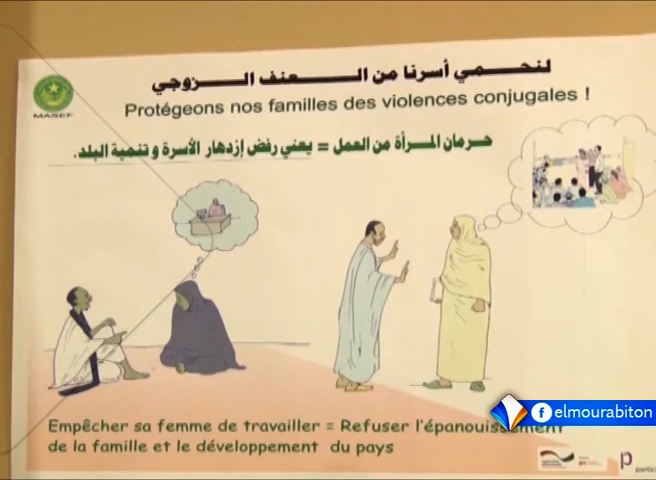 لنحمي أسرنا من العنف الزوجي
Protégeons nos familles des violences conjugales !
MASEF
حرمان المرأة من العمل = يعني رفض إزدهار الأسرة و تنمية البلد.
Empêcher sa femme de travailler = Refuser l'épanouissement
de la famille et le développement du pays
elmourabiton